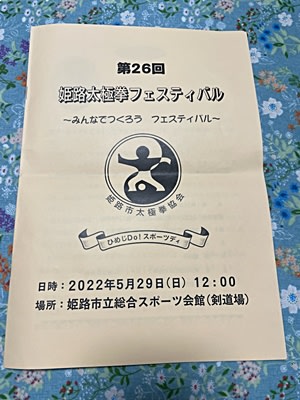 第26回
姫路太極拳フェスティバル
～みんなでつくろう フェスティバル～
姫路市太極拳協会
ひめじDo!スポーツディ
日時：2022年5月29日(日) 12：00
場所：姫路市立総合スポーツ会館(剣道場)